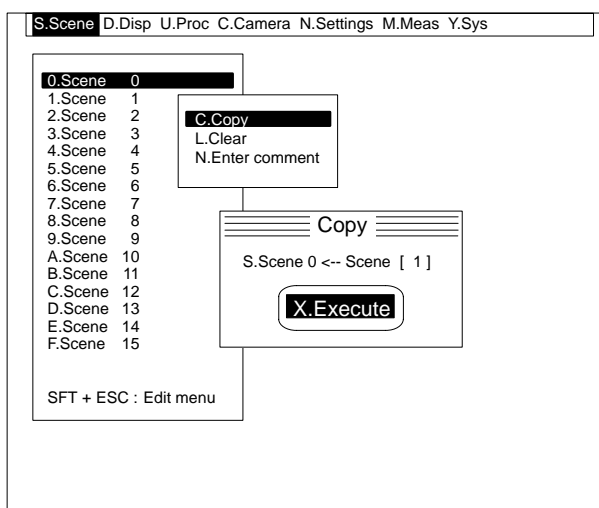 S.Scene D.Disp U.Proc C.Camera N.Settings M.Meas Y.Sys
0.Scene 0
1.Scene 1
2.Scene 2
3.Scene 3
4.Scene 4
5.Scene 5
6.Scene 6
7.Scene 7
8.Scene 8
9.Scene 9
A.Scene 10
B.Scene 11
C.Scene 12
D.Scene 13
E.Scene 14
F.Scene 15
SFT + ESC : Edit menu
C.Copy
L.Clear
N.Enter comment
Copy
S.Scene 0 <-- Scene [ 1 ]
X.Execute